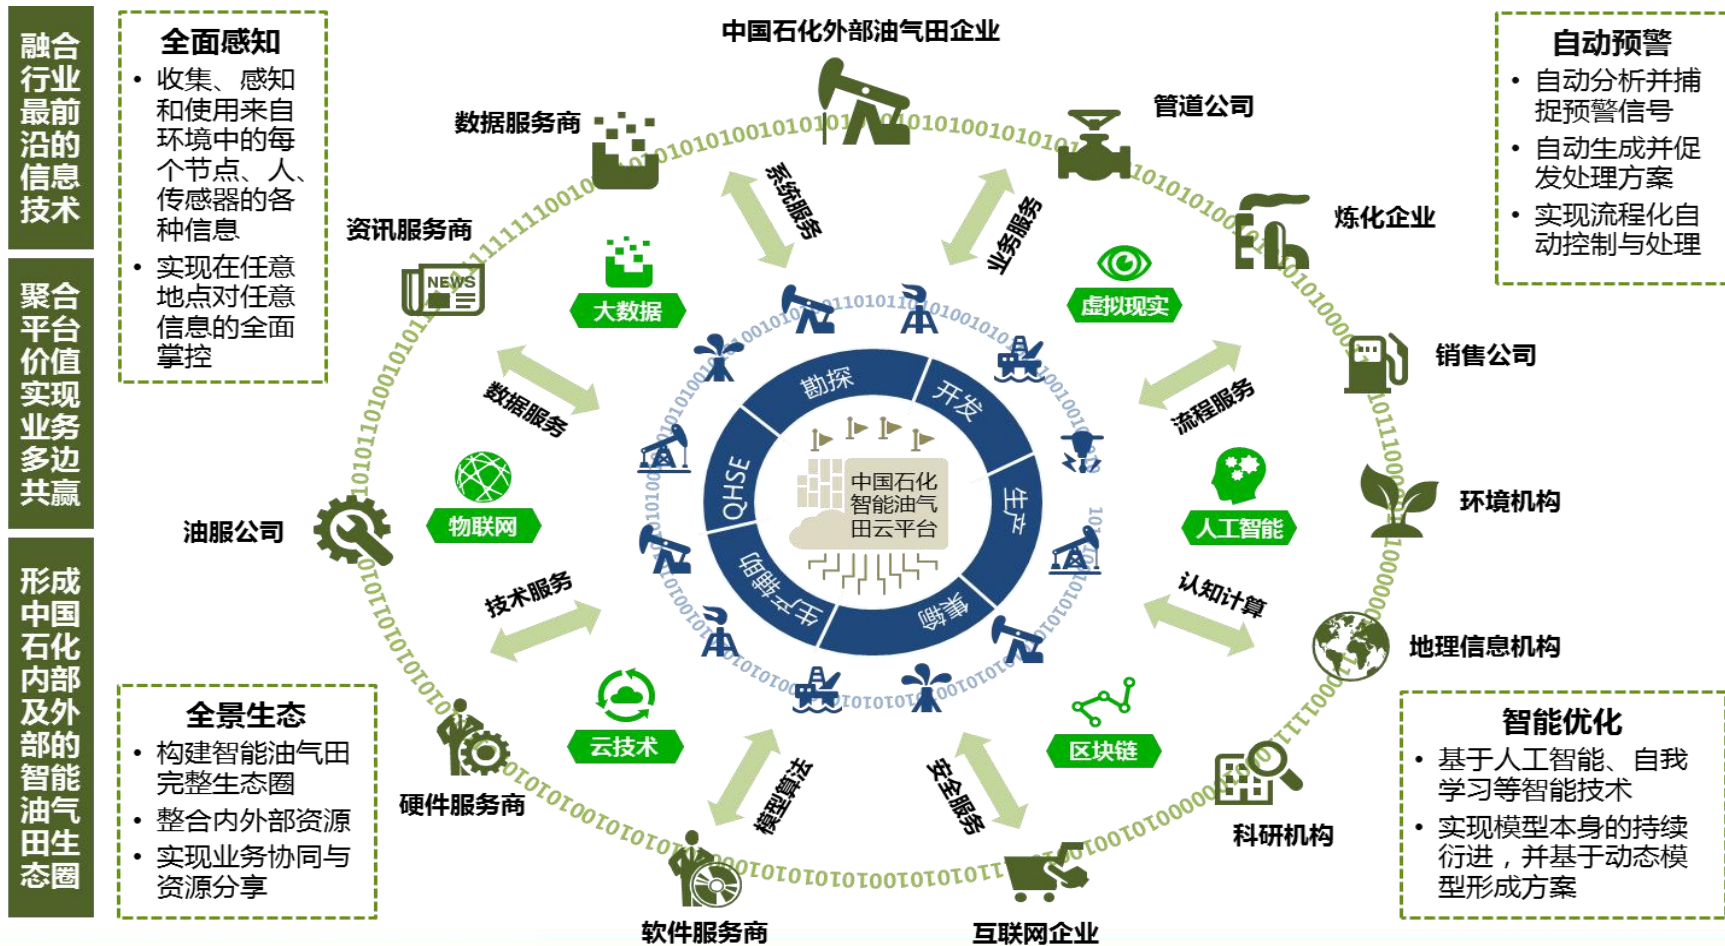 融合
行业
最前
沿的
信息
技术
聚合
平台
价值
实现
业务
多边
共赢
形成
中国
石化
内部
及外
部的
智能
油气
田生
态圈
全面感知
• 收集、感知
和使用来自
环境中的每
个节点、人、
传感器的各
种信息
• 实现在任意
地点对任意
信息的全面
掌控
全景生态
• 构建智能油气田
完整生态圈
• 整合内外部资源
• 实现业务协同与
资源分享
中国石化外部油气田企业
数据服务商
管道公司
资讯服务商
NEWS
炼化企业
销售公司
油服公司
环境机构
地理信息机构
硬件服务商
科研机构
软件服务商
互联网企业
系统服务
业务服务
数据服务
流程服务
技术服务
认知计算
模型算法
安全服务
大数据
虚拟现实
物联网
人工智能
云技术
区块链
勘探
开发
生产
集输
生产辅助
QHSE
中国石化
智能油气
田云平台
自动预警
• 自动分析并捕
捉预警信号
• 自动生成并促
发处理方案
• 实现流程化自
动控制与处理
智能优化
• 基于人工智能、自我
学习等智能技术
• 实现模型本身的持续
衍进，并基于动态模
型形成方案